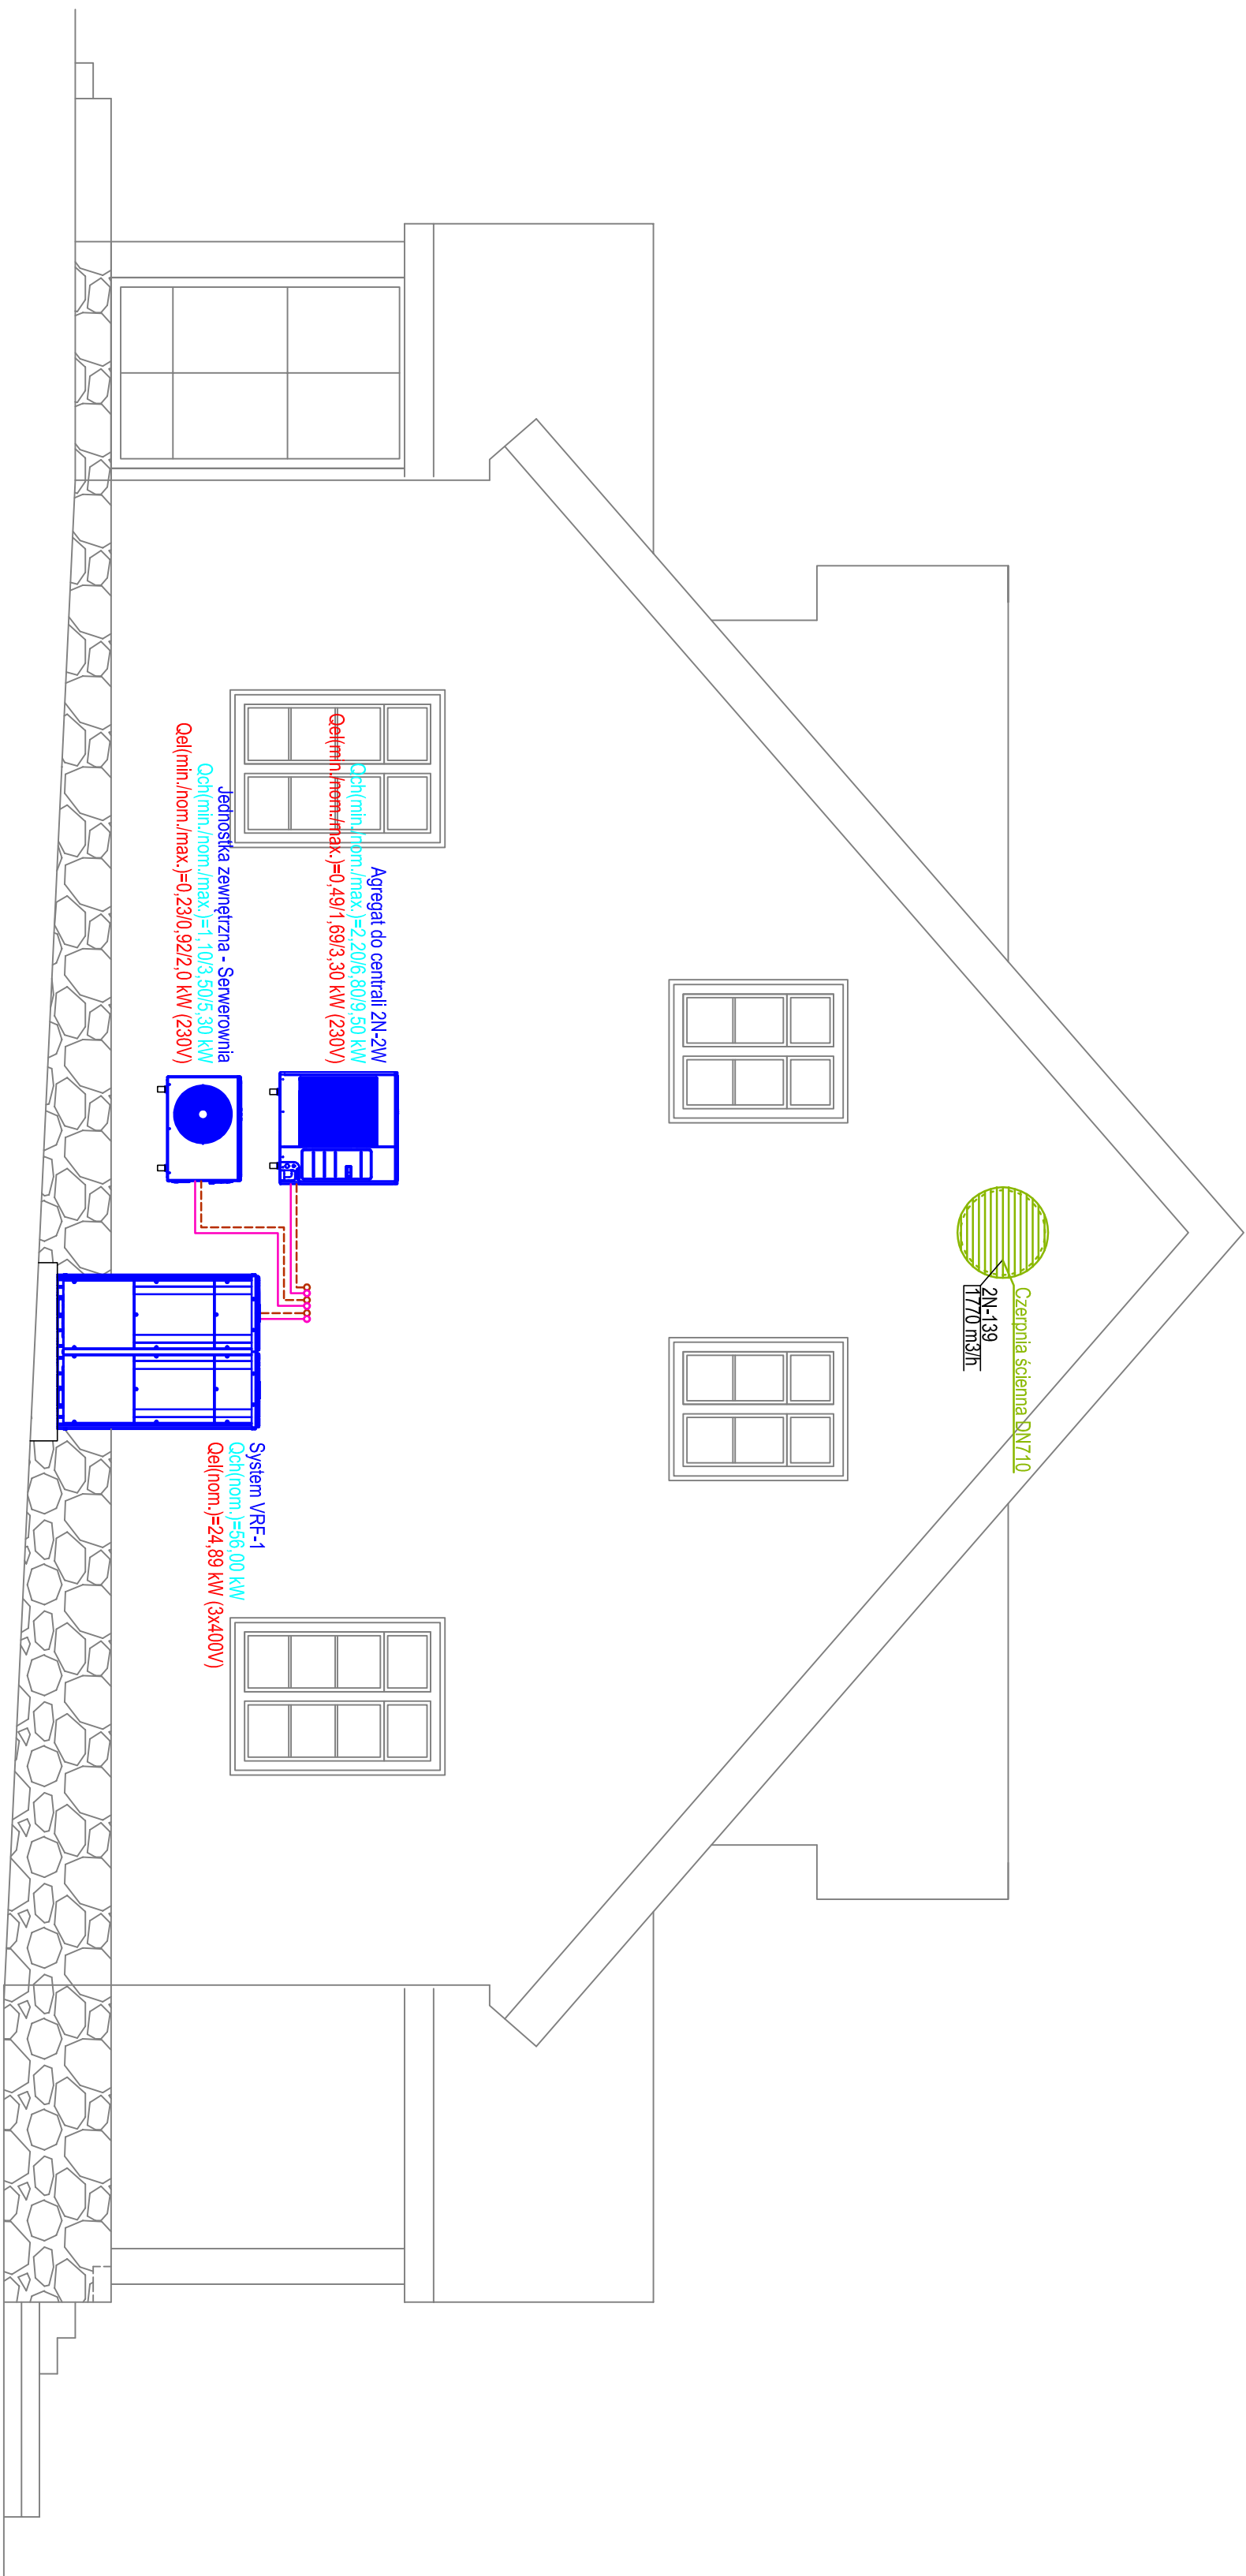 Czerpnia ścienna DN710
2N-139
1770 m3/h
Agregat do centrali 2N-2W
Qch(min./nom./max.)=2,20/6,80/9,50 kW
Qel(min./nom./max.)=0,49/1,69/3,30 kW (230V)
Jednostka zewnętrzna - Serwerownia
Qch(min./nom./max.)=1,10/3,50/5,30 kW
Qel(min./nom./max.)=0,23/0,92/2,0 kW (230V)
System VRF-1
Qch(nom.)=56,00 kW
Qel(nom.)=24,89 kW (3x400V)